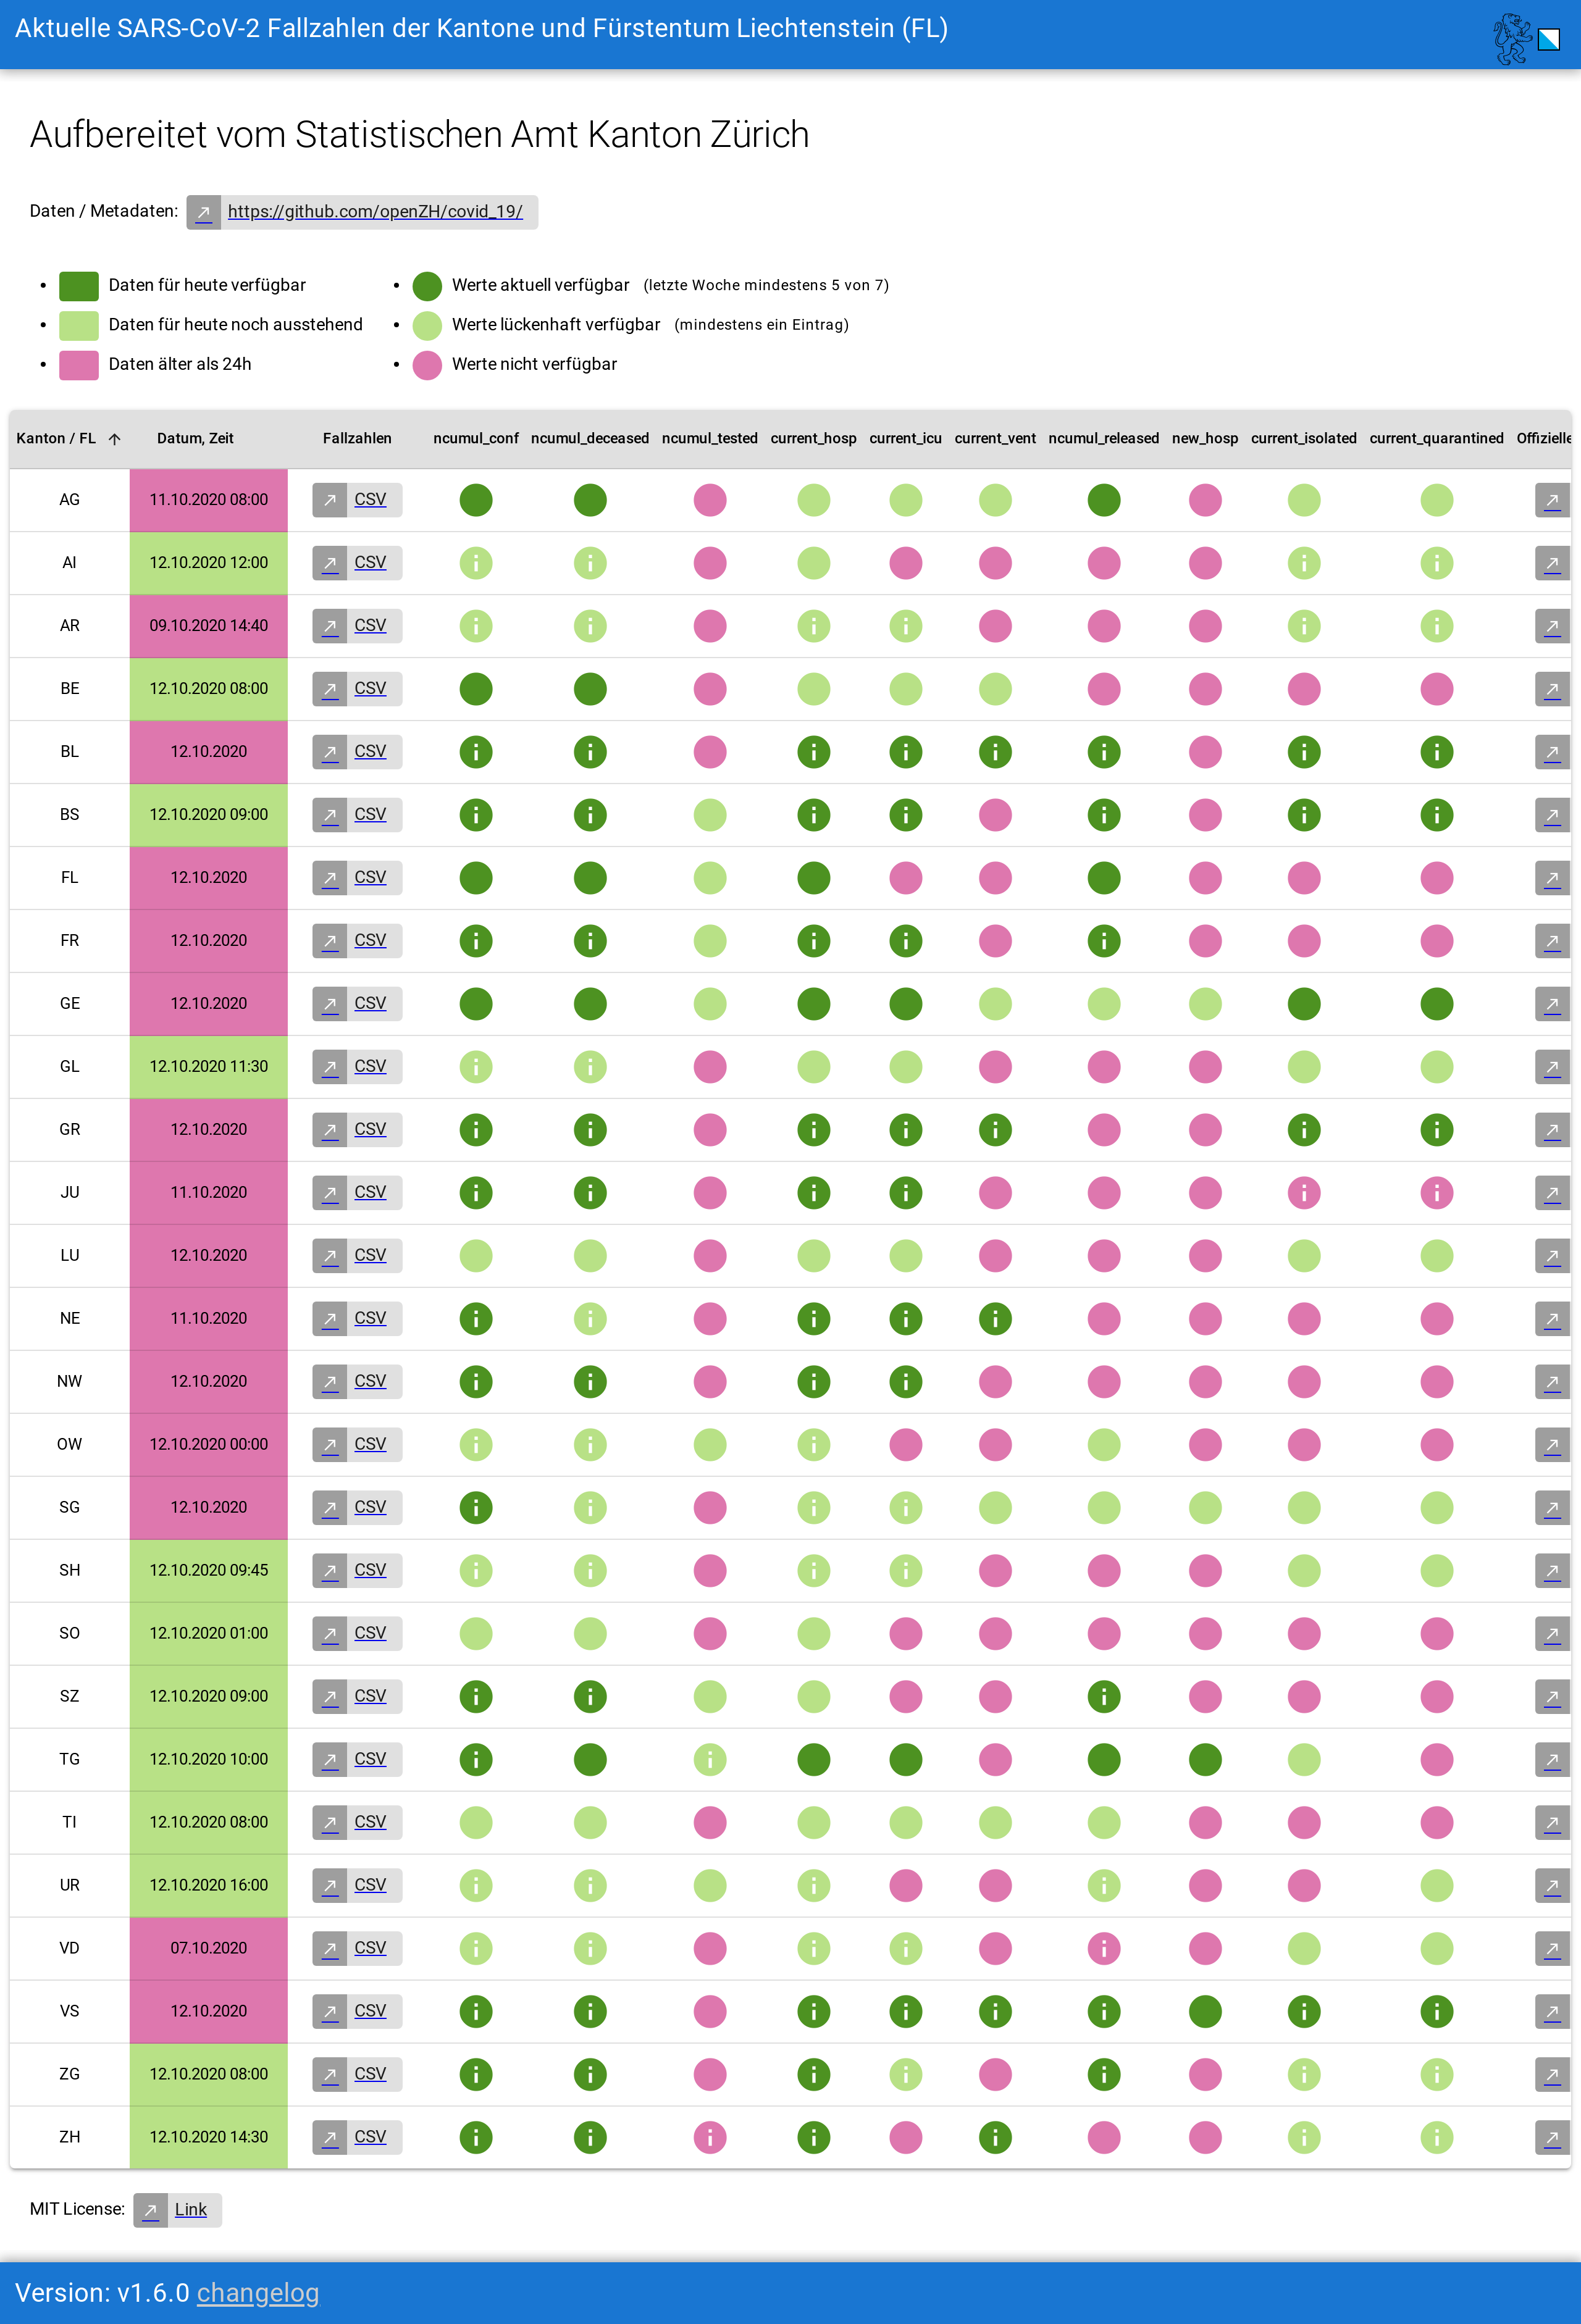 Aktuelle SARS-CoV-2 Fallzahlen der Kantone und Fürstentum Liechtenstein (FL)
Aufbereitet vom Statistischen Amt Kanton Zürich
Daten / Metadaten: https://github.com/openZH/covid_19/
Daten für heute verfügbar
Daten für heute noch ausstehend
Daten älter als 24h
Werte aktuell verfügbar (letzte Woche mindestens 5 von 7)
Werte lückenhaft verfügbar (mindestens ein Eintrag)
Werte nicht verfügbar
Kanton / FL Datum, Zeit Fallzahlen ncumul_conf ncumul_deceased ncumul_tested current_hosp current_icu current_vent ncumul_released new_hosp current_isolated current_quarantined Offizielle
AG 11.10.2020 08:00 CSV
AI 12.10.2020 12:00 CSV
AR 09.10.2020 14:40 CSV
BE 12.10.2020 08:00 CSV
BL 12.10.2020 CSV
BS 12.10.2020 09:00 CSV
FL 12.10.2020 CSV
FR 12.10.2020 CSV
GE 12.10.2020 CSV
GL 12.10.2020 11:30 CSV
GR 12.10.2020 CSV
JU 11.10.2020 CSV
LU 12.10.2020 CSV
NE 11.10.2020 CSV
NW 12.10.2020 CSV
OW 12.10.2020 00:00 CSV
SG 12.10.2020 CSV
SH 12.10.2020 09:45 CSV
SO 12.10.2020 01:00 CSV
SZ 12.10.2020 09:00 CSV
TG 12.10.2020 10:00 CSV
TI 12.10.2020 08:00 CSV
UR 12.10.2020 16:00 CSV
VD 07.10.2020 CSV
VS 12.10.2020 CSV
ZG 12.10.2020 08:00 CSV
ZH 12.10.2020 14:30 CSV
MIT License: Link
Version: v1.6.0 changelog